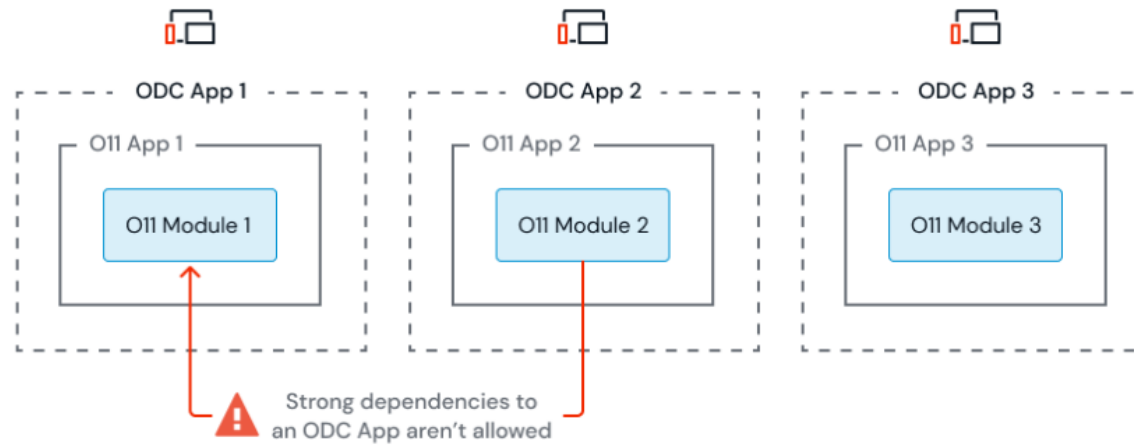 ODC App 1
ODC App 2
ODC App 3
O11 App 1
O11 App 2
O11 App 3
O11 Module 1
O11 Module 2
O11 Module 3
Strong dependencies to
an ODC App aren't allowed